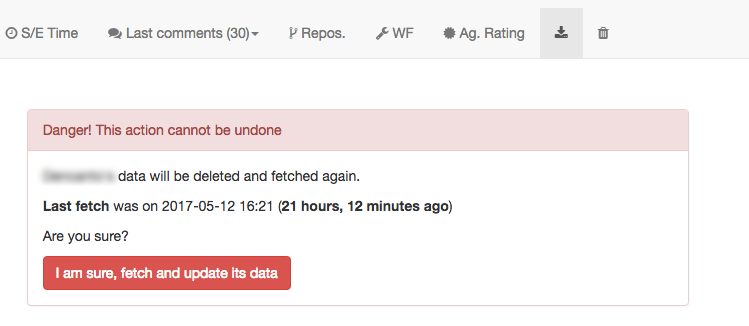 S/E Time Last comments (30) Repos. WF Ag. Rating
Danger! This action cannot be undone
data will be deleted and fetched again.
Last fetch was on 2017-05-12 16:21 (21 hours, 12 minutes ago)
Are you sure?
I am sure, fetch and update its data